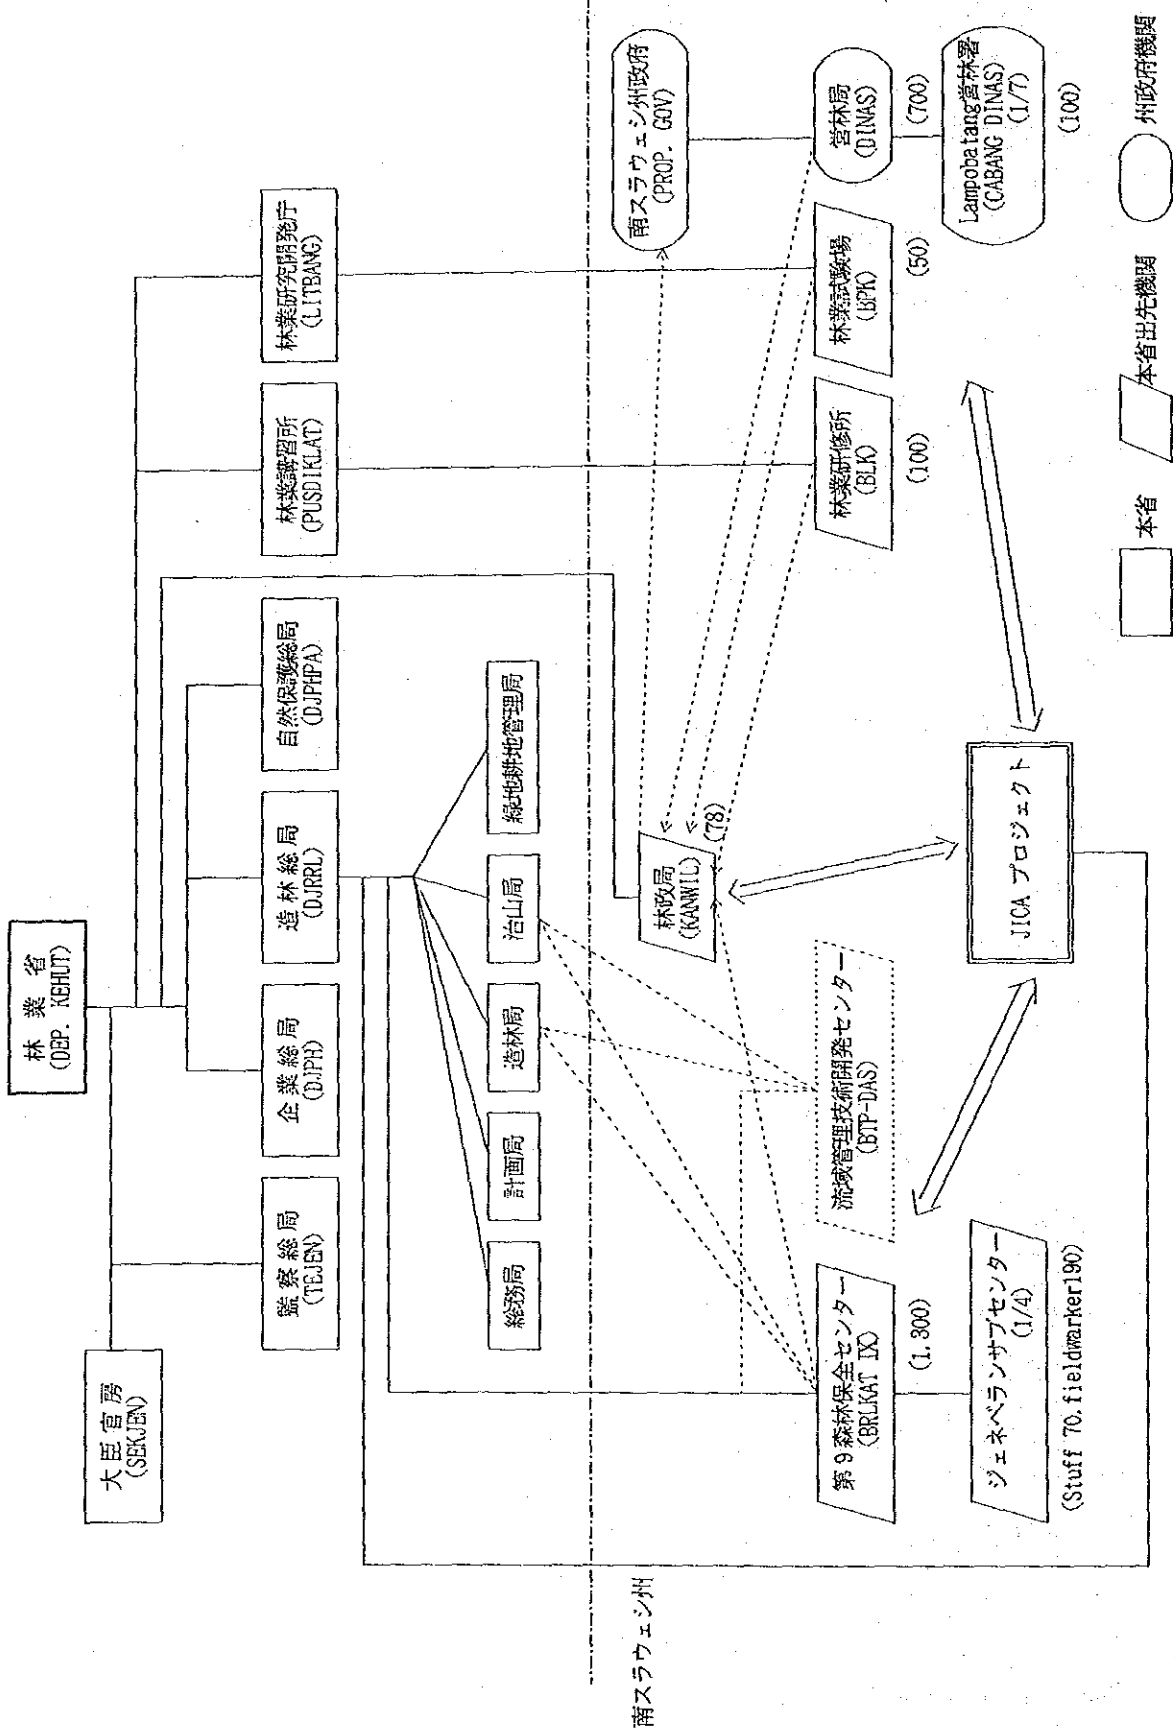 林 業 省
(DEP. KEHUT)
大 臣 官 房
(SEKJEN)
監 察 総 局
(TEJEN)
企 業 総 局
(DJPH)
造 林 総 局
(DJRRL)
自然保護総局
(DJPHPA)
林業講習所
(PUSDIKLAT)
林業研究開発庁
(LITBANG)
総務局
計画局
造林局
治山局
緑地耕地管理局
南スラウェシ州
林政局
(KANWIL)
(78)
南スラウェシ州政府
(PROP. GOV)
第9森林保全センター
(BRLKAT IX)
(1,300)
流域管理技術開発センター
(BTP-DAS)
林業研修所
(BLK)
(100)
林業試験場
(BPK)
(50)
営林局
(DINAS)
(700)
ジェネベランサブセンター
(1/4)
(Stuff 70. fieldwarker190)
JICA プロジェクト
Lampobatang営林署
(CABANG DINAS)
(1/7)
(100)
本省
本省出先機関
州政府機関